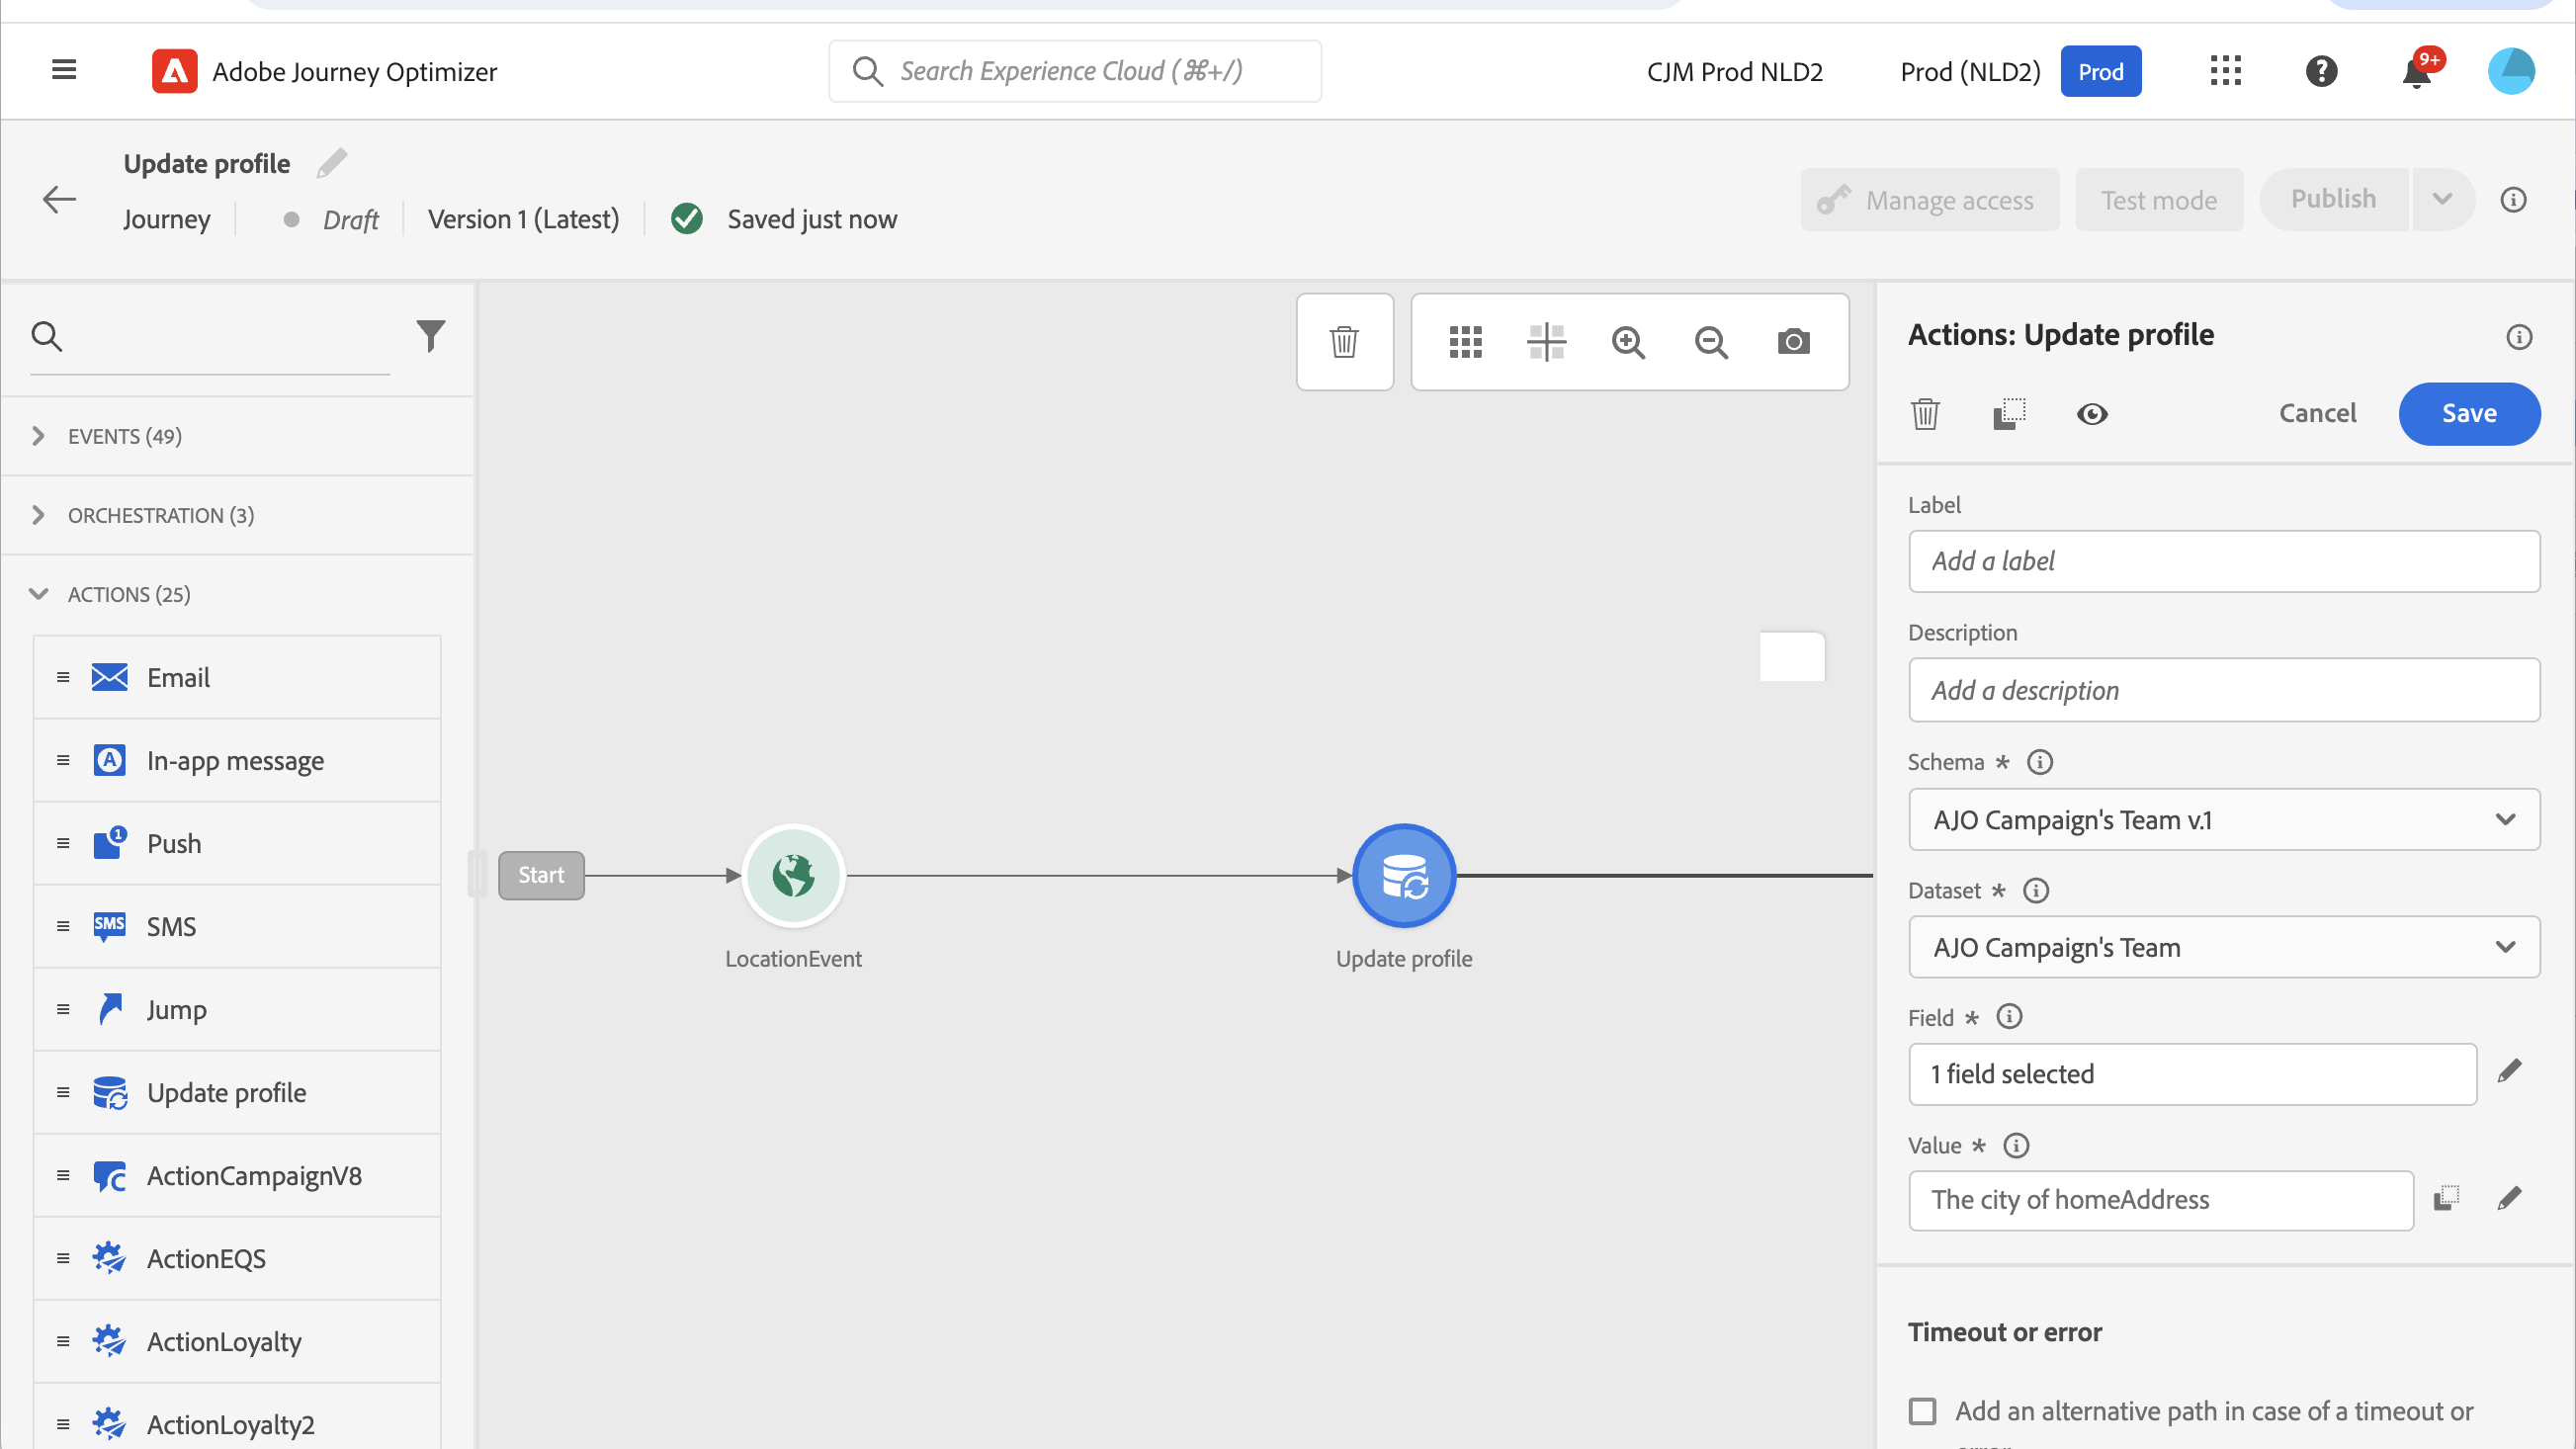 Adobe Journey Optimizer
Search Experience Cloud (⌘+/)
CJM Prod NLD2
Prod (NLD2)
Prod
9+
Update profile
Journey
Draft
Version 1 (Latest)
Saved just now
Manage access
Test mode
Publish
EVENTS (49)
ORCHESTRATION (3)
ACTIONS (25)
Email
In-app message
Push
SMS
Jump
Update profile
ActionCampaignV8
ActionEQS
ActionLoyalty
ActionLoyalty2
Start
LocationEvent
Update profile
Actions: Update profile
Cancel
Save
Label
Add a label
Description
Add a description
Schema *
AJO Campaign's Team v.1
Dataset *
AJO Campaign's Team
Field *
1 field selected
Value *
The city of homeAddress
Timeout or error
Add an alternative path in case of a timeout or